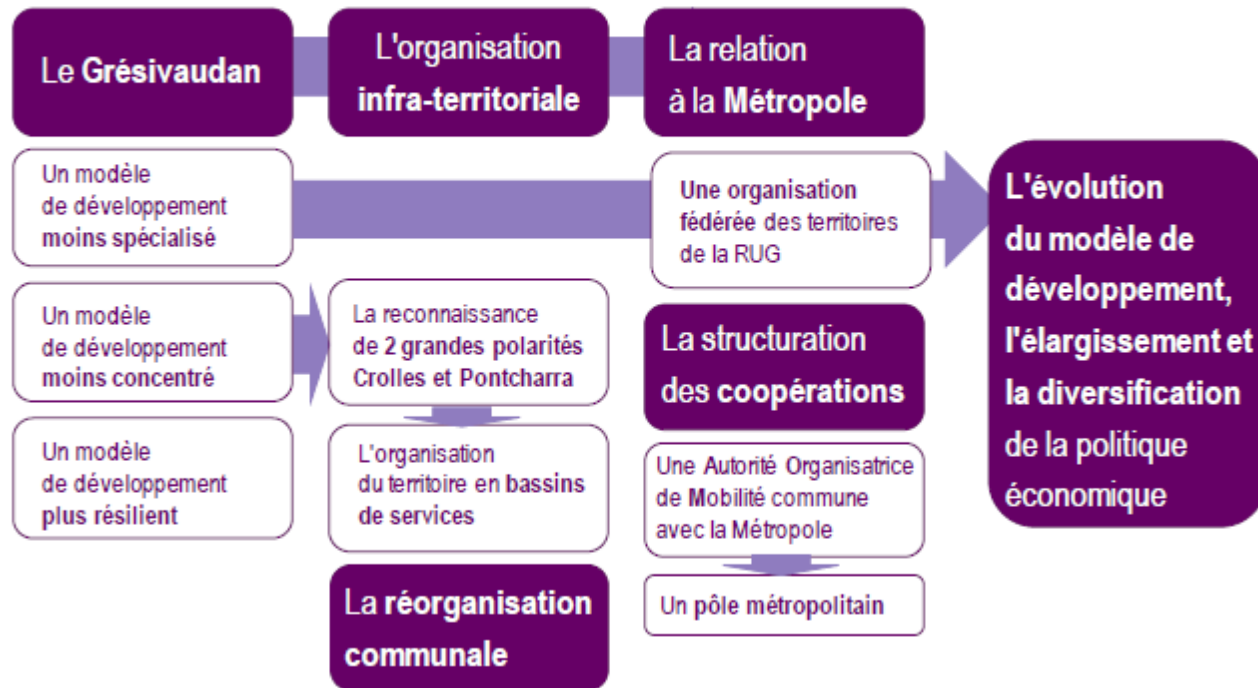 Le Grésivaudan
Un modèle
de développement
moins spécialisé
Un modèle
de développement
moins concentré
Un modèle
de développement
plus résilient
L'organisation
infra-territoriale
La reconnaissance
de 2 grandes polarités
Crolles et Pontcharra
L'organisation
du territoire en bassins
de services
La réorganisation
communale
La relation
à la Métropole
Une organisation
fédérée des territoires
de la RUG
La structuration
des coopérations
Une Autorité Organisatrice
de Mobilité commune
avec la Métropole
Un pôle métropolitain
L'évolution
du modèle de
développement,
l'élargissement et
la diversification
de la politique
économique